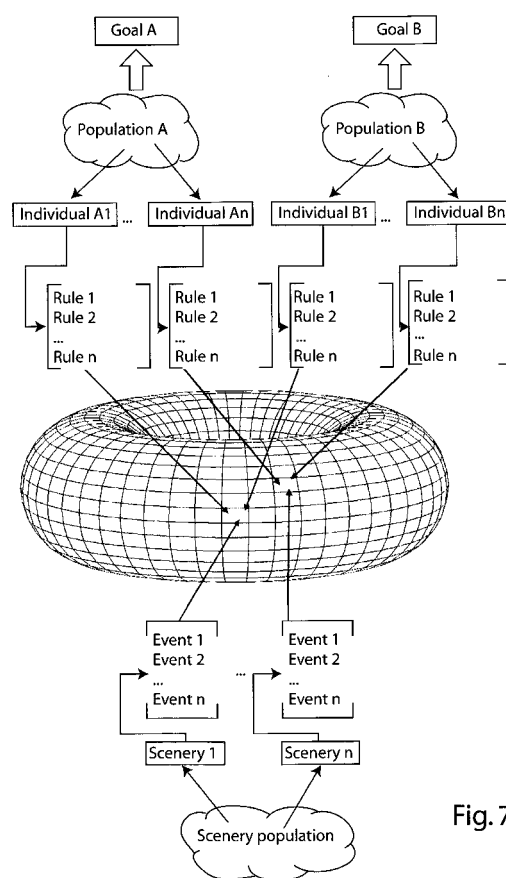 Goal A
Goal B
Population A
Population B
Individual A1
...
Individual An
Individual B1
...
Individual Bn
Rule 1
Rule 2
...
Rule n
Rule 1
Rule 2
...
Rule n
Rule 1
Rule 2
...
Rule n
Rule 1
Rule 2
...
Rule n
Event 1
Event 2
...
Event n
...
Event 1
Event 2
...
Event n
Scenery 1
Scenery n
Scenery population
Fig. 7